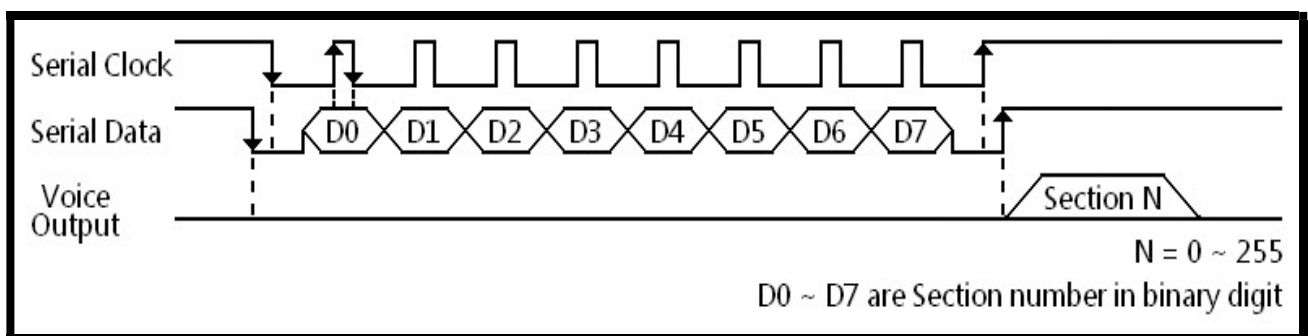 Serial Clock
Serial Data
D0 D1 D2 D3 D4 D5 D6 D7
Voice
Output
Section N
N = 0 ~ 255
D0 ~ D7 are Section number in binary digit